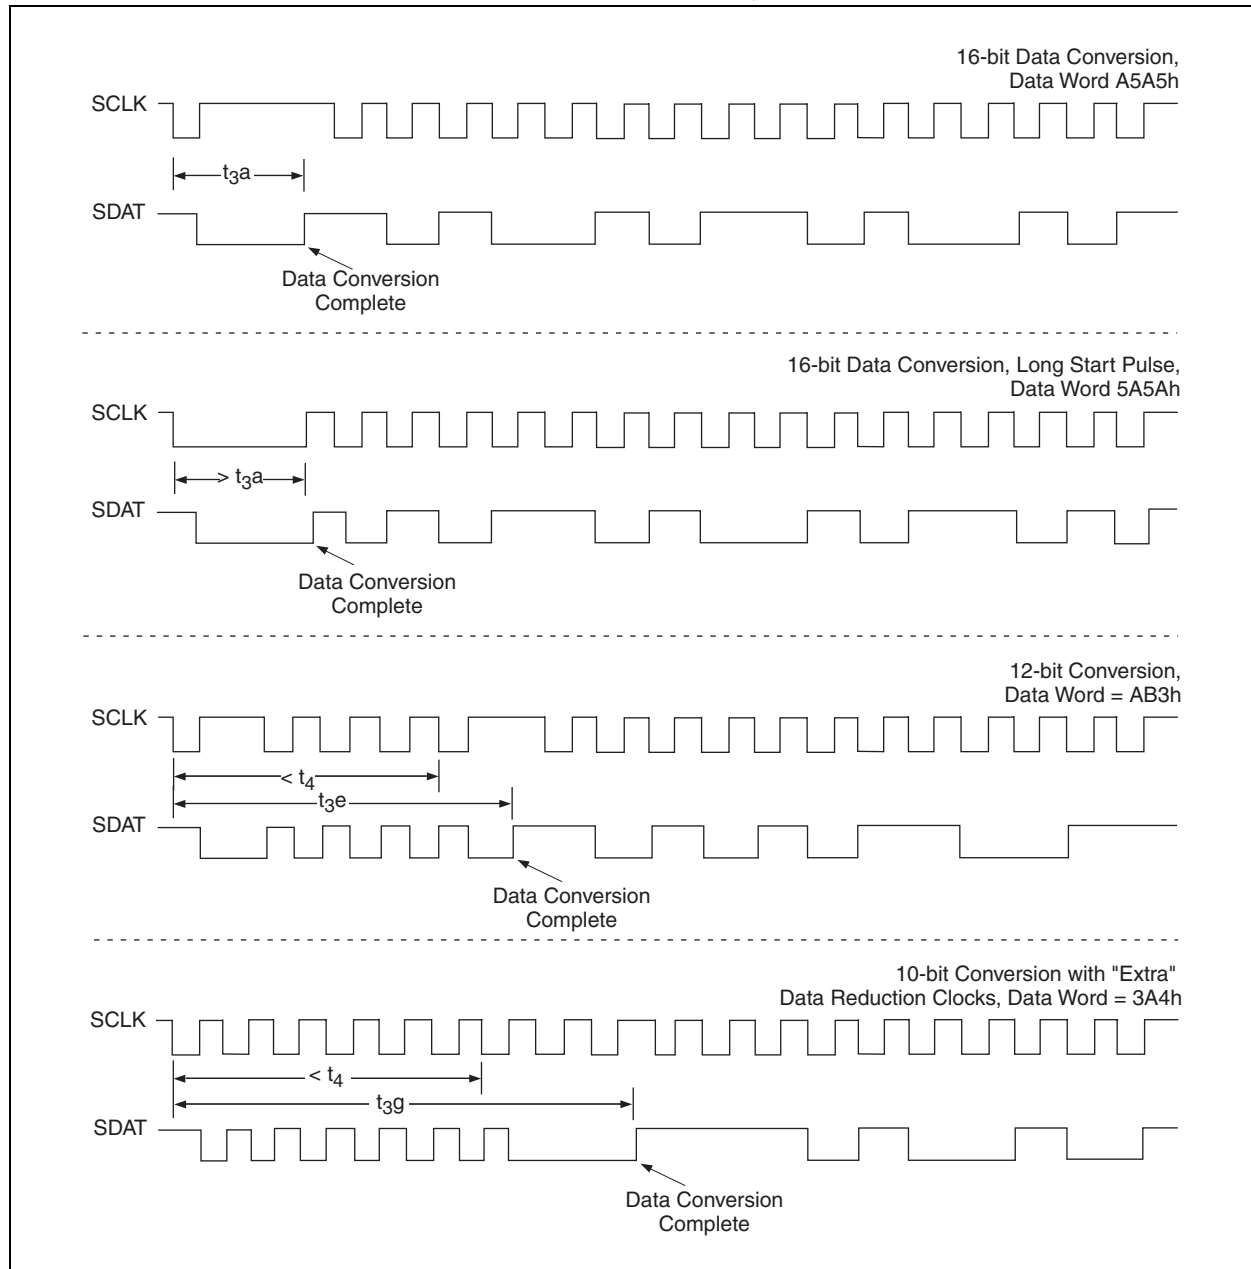 16-bit Data Conversion,
Data Word A5A5h
SCLK
t3a
SDAT
Data Conversion
Complete
16-bit Data Conversion, Long Start Pulse,
Data Word 5A5Ah
SCLK
> t3a
SDAT
Data Conversion
Complete
12-bit Conversion,
Data Word = AB3h
SCLK
< t4
t3e
SDAT
Data Conversion
Complete
10-bit Conversion with "Extra"
Data Reduction Clocks, Data Word = 3A4h
SCLK
< t4
t3g
SDAT
Data Conversion
Complete